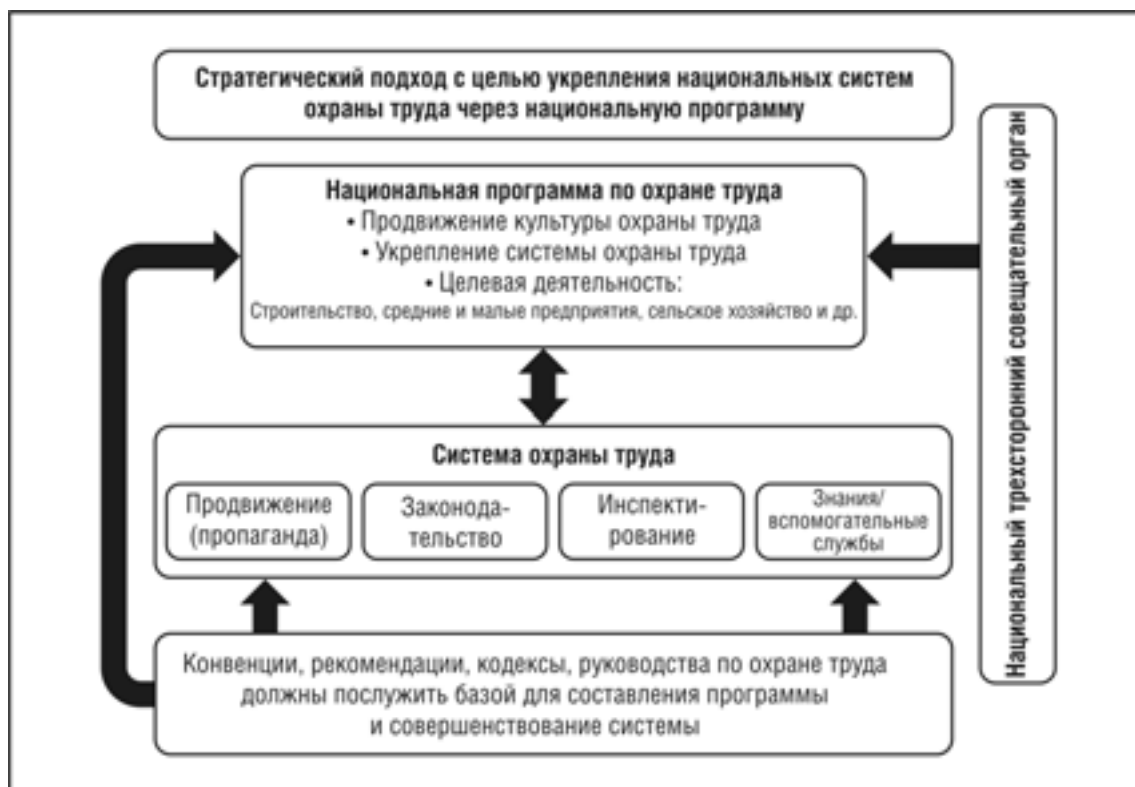 Стратегический подход с целью укрепления национальных систем
охраны труда через национальную программу
Национальная программа по охране труда
• Продвижение культуры охраны труда
• Укрепление системы охраны труда
• Целевая деятельность:
Строительство, средние и малые предприятия, сельское хозяйство и др.
Национальный трехсторонний совещательный орган
Система охраны труда
Продвижение
(пропаганда)
Законода-
тельство
Инспекти-
рование
Знания/
вспомогательные
службы
Конвенции, рекомендации, кодексы, руководства по охране труда
должны послужить базой для составления программы
и совершенствование системы